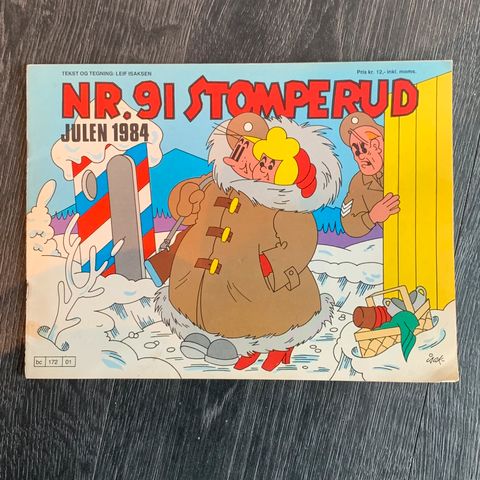 TEKST OG TEGNING: LEIF ISAKSEN
Pris kr. 12,- inkl. moms.
NR. 91 STOMPERUD
JULEN 1984
bc 172 01